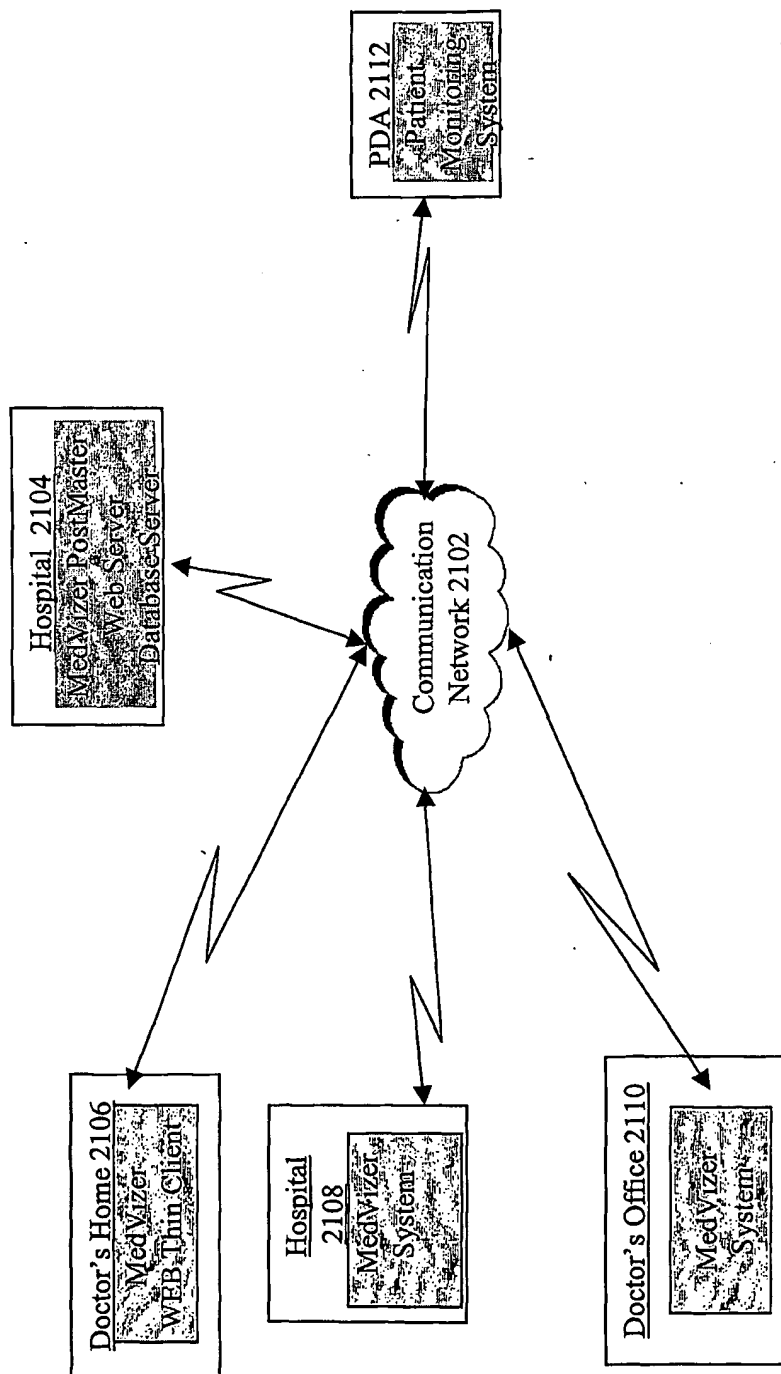 Doctor's Home 2106
MedVizer
WEB Thin Client
Hospital
2108
MedVizer
System
Doctor's Office 2110
MedVizer
System
Hospital 2104
MedVizer PostMaster
Web Server
Database Server
Communication
Network 2102
PDA 2112
Patient
Monitoring
System